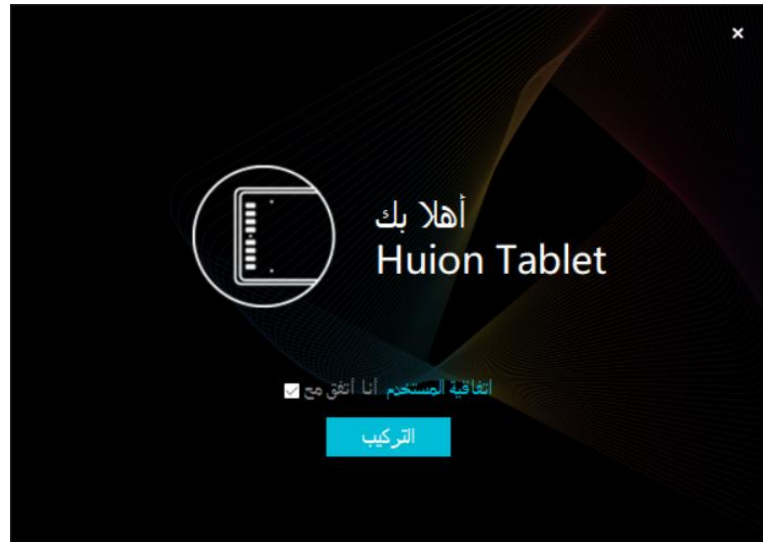 أهلا بك
Huion Tablet
أنا أتفق مع اتفاقية المستخدم
التركيب